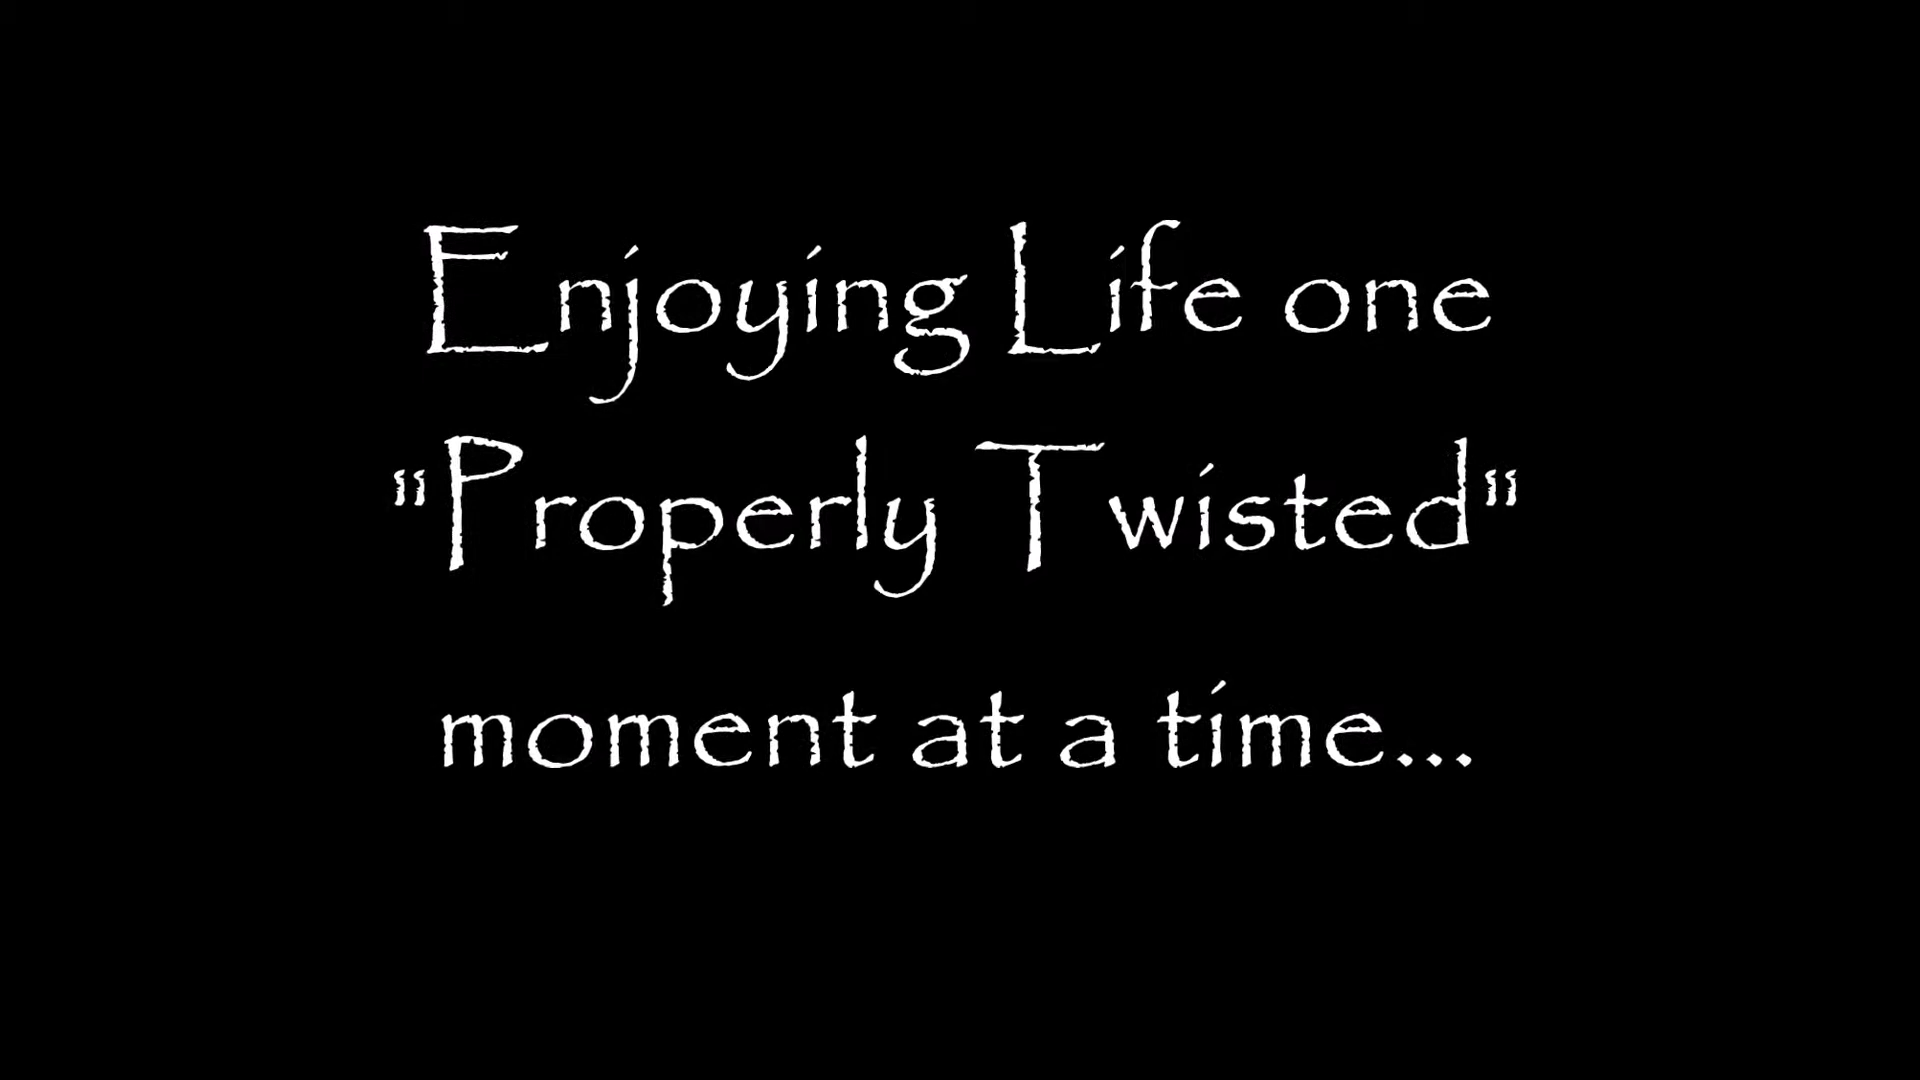 Enjoying Life one
"Properly Twisted"
moment at a time...